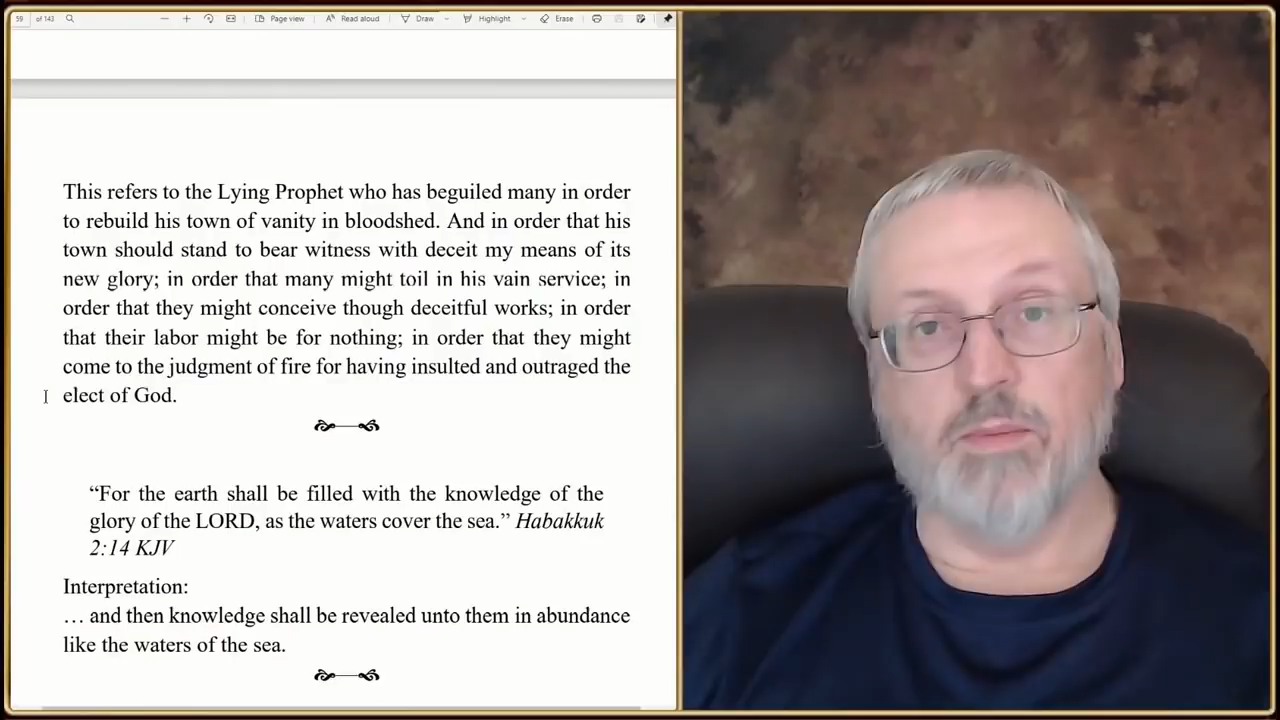 59 of 143
Page view
Read aloud
Draw
Highlight
Erase
This refers to the Lying Prophet who has beguiled many in order
to rebuild his town of vanity in bloodshed. And in order that his
town should stand to bear witness with deceit my means of its
new glory; in order that many might toil in his vain service; in
order that they might conceive though deceitful works; in order
that their labor might be for nothing; in order that they might
come to the judgment of fire for having insulted and outraged the
elect of God.
“For the earth shall be filled with the knowledge of the
glory of the LORD, as the waters cover the sea.” Habakkuk
2:14 KJV
Interpretation:
… and then knowledge shall be revealed unto them in abundance
like the waters of the sea.